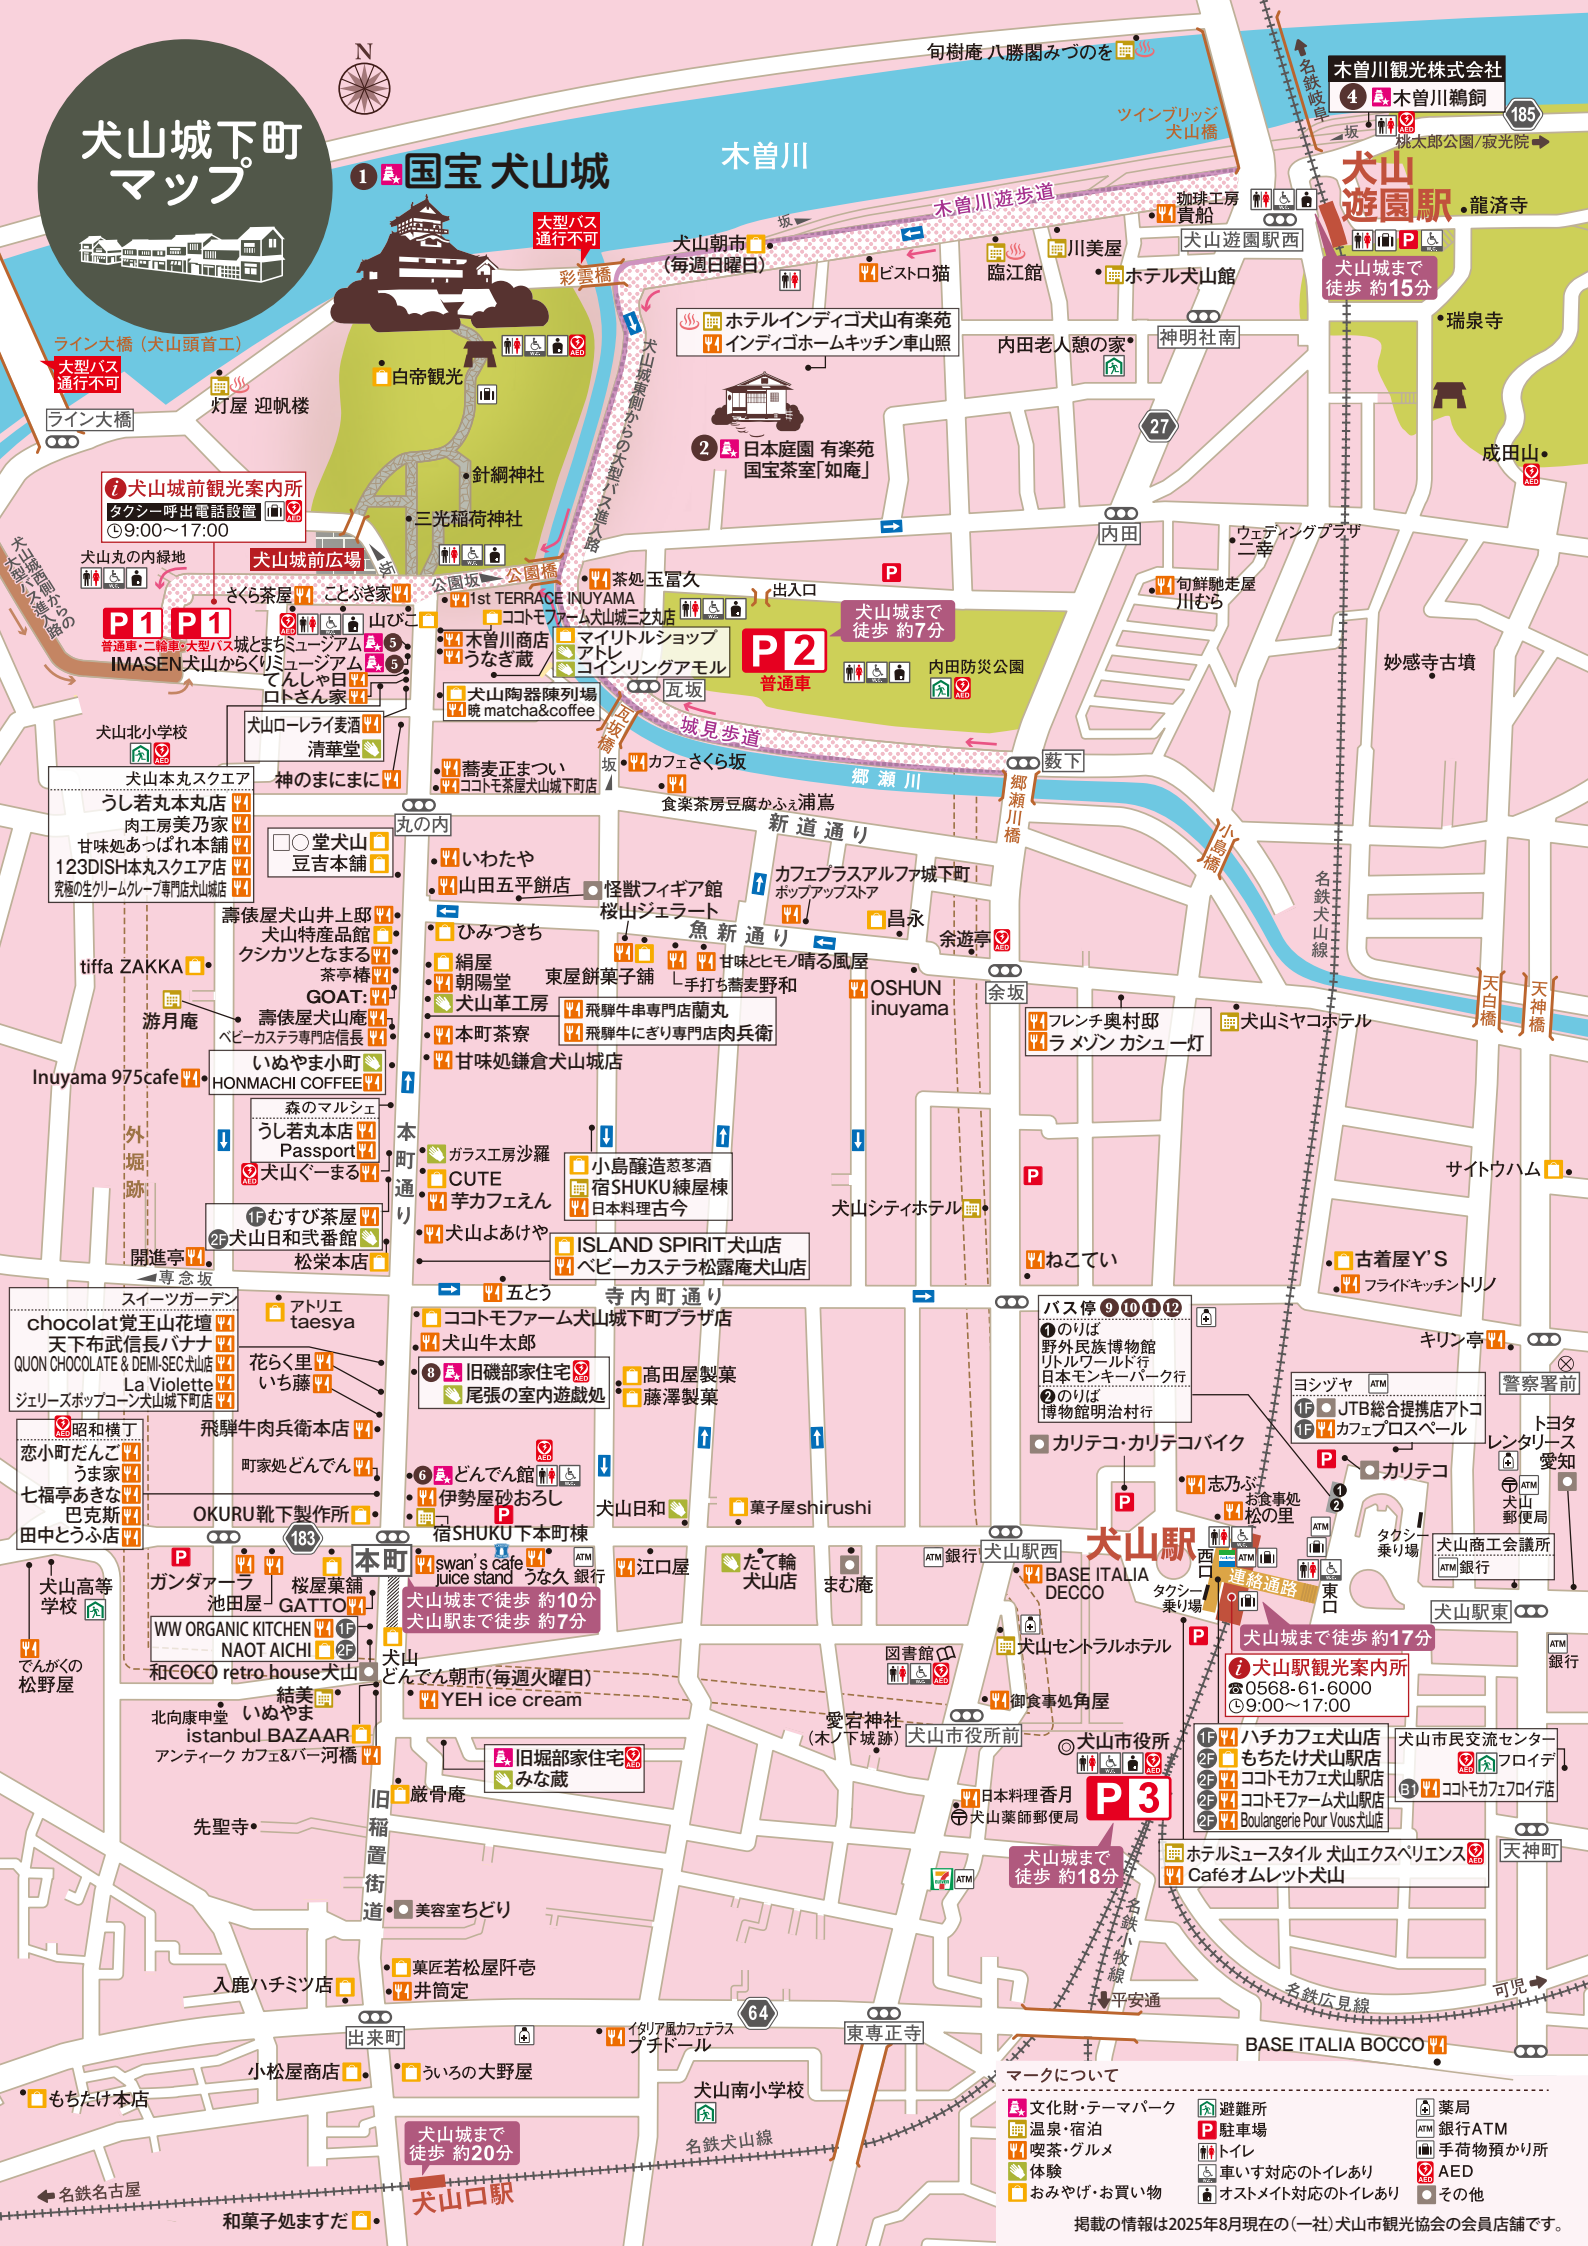 犬山城下町
マップ
N
旬樹庵 八勝閣みづのを
木曽川観光株式会社
4 木曽川鵜飼
185
名鉄岐阜
坂
桃太郎公園/寂光院
ツインブリッジ
犬山橋
木曽川
1 国宝 犬山城
犬山
遊園駅
龍済寺
珈琲工房
貴船
犬山遊園駅西
犬山城まで
徒歩 約15分
木曽川遊歩道
坂
大型バス
通行不可
彩雲橋
犬山朝市
(毎週日曜日)
ビストロ猫
臨江館
川美屋
ホテル犬山館
瑞泉寺
ホテルインディゴ犬山有楽苑
インディゴホームキッチン車山照
内田老人憩の家
神明社南
ライン大橋 (犬山頭首工)
大型バス
通行不可
ライン大橋
灯屋 迎帆楼
白帝観光
犬山城東側からの大型バス進入路
2 日本庭園 有楽苑
国宝茶室「如庵」
27
成田山
針綱神社
三光稲荷神社
犬山城前観光案内所
タクシー呼出電話設置
9:00〜17:00
犬山城前広場
坂
公園坂
公園橋
犬山丸の内緑地
犬山城西側からの
大型バス進入路
内田
ウェディングプラザ
二幸
旬鮮馳走屋
川むら
茶処玉冨久
出入口
さくら茶屋
ことぶき家
1st TERRACE INUYAMA
ココトモファーム犬山城三之丸店
山びこ
P1 P1
普通車・二輪車・大型バス
城とまちミュージアム 5
IMASEN犬山からくりミュージアム 5
てんしゃ日
ロトさん家
木曽川商店
うなぎ蔵
マイリトルショップ
アトレ
コインリングアモル
P2
普通車
犬山城まで
徒歩 約7分
内田防災公園
妙感寺古墳
犬山陶器陳列場
暁 matcha&coffee
瓦坂
瓦坂橋
城見歩道
犬山北小学校
犬山ローレライ麦酒
清華堂
神のまにまに
蕎麦正まつい
ココトモ茶屋犬山城下町店
坂
カフェさくら坂
食楽茶房豆腐かふぇ浦嶌
郷瀬川
藪下
郷瀬川橋
小島橋
新道通り
犬山本丸スクエア
うし若丸本丸店
肉工房美乃家
甘味処あっぱれ本舗
123DISH本丸スクエア店
究極の生クリームクレープ専門店犬山城店
丸の内
□○堂犬山
豆吉本舗
いわたや
山田五平餅店
怪獣フィギア館
桜山ジェラート
カフェプラスアルファ城下町
ポップアップストア
昌永
余遊亭
名鉄犬山線
魚新通り
壽俵屋犬山井上邸
犬山特産品館
クシカツとなまる
茶亭椿
GOAT:
壽俵屋犬山庵
ベビーカステラ専門店信長
tiffa ZAKKA
游月庵
ひみつきち
絹屋
朝陽堂
犬山革工房
東屋餅菓子舗
手打ち蕎麦野和
甘味とヒモノ晴る風屋
飛騨牛串専門店蘭丸
飛騨牛にぎり専門店肉兵衛
本町茶寮
甘味処鎌倉犬山城店
OSHUN
inuyama
余坂
フレンチ奥村邸
ラ メゾン カシュ 一灯
犬山ミヤコホテル
天白橋
天神橋
いぬやま小町
HONMACHI COFFEE
Inuyama 975cafe
森のマルシェ
うし若丸本店
Passport
犬山ぐーまる
外堀跡
本町通り
ガラス工房沙羅
CUTE
芋カフェえん
小島醸造忍苳酒
宿SHUKU練屋棟
日本料理古今
犬山シティホテル
サイトウハム
1F むすび茶屋
2F 犬山日和弐番館
松栄本店
開進亭
専念坂
犬山よあけや
ISLAND SPIRIT犬山店
ベビーカステラ松露庵犬山店
ねこてい
古着屋Y'S
フライドキッチントリノ
五とう
寺内町通り
スイーツガーデン
chocolat覚王山花壇
天下布武信長バナナ
QUON CHOCOLATE & DEMI-SEC犬山店
La Violette
ジェリーズポップコーン犬山城下町店
アトリエ
taesya
花らく里
いち藤
ココトモファーム犬山城下町プラザ店
犬山牛太郎
8 旧磯部家住宅
尾張の室内遊戯処
髙田屋製菓
藤澤製菓
バス停 9 10 11 12
1のりば
野外民族博物館
リトルワールド行
日本モンキーパーク行
2のりば
博物館明治村行
キリン亭
警察署前
ヨシヅヤ ATM
1F JTB総合提携店アトコ
1F カフェプロスペール
トヨタ
レンタリース
愛知
昭和横丁
恋小町だんご
うま家
七福亭あきな
巴克斯
田中とうふ店
飛騨牛肉兵衛本店
町家処どんでん
OKURU靴下製作所
6 どんでん館
伊勢屋砂おろし
宿SHUKU下本町棟
犬山日和
菓子屋shirushi
カリテコ・カリテコバイク
カリテコ
志乃ぶ
お食事処
松の里
犬山
郵便局
タクシー
乗り場
犬山商工会議所
ATM銀行
犬山駅
西口
連絡通路
東口
タクシー
乗り場
犬山駅西
犬山駅東
183
本町
ガンダァーラ
池田屋
桜屋菓舗
GATTO
swan's cafe
juice stand
うな久
ATM
銀行
江口屋
たて輪
犬山店
まむ庵
ATM銀行
BASE ITALIA
DECCO
犬山高等
学校
犬山城まで徒歩 約10分
犬山駅まで徒歩 約7分
犬山城まで徒歩 約17分
でんがくの
松野屋
WW ORGANIC KITCHEN 1F
NAOT AICHI 2F
和COCO retro house犬山
犬山
どんでん朝市(毎週火曜日)
YEH ice cream
図書館
犬山セントラルホテル
犬山駅観光案内所
0568-61-6000
9:00〜17:00
ATM
銀行
結美
いぬやま
北向康申堂
istanbul BAZAAR
アンティーク カフェ&バー河橋
御食事処角屋
愛宕神社
(木ノ下城跡)
犬山市役所前
犬山市役所
1F ハチカフェ犬山店
2F もちたけ犬山駅店
2F ココトモカフェ犬山駅店
2F ココトモファーム犬山駅店
2F Boulangerie Pour Vous犬山店
犬山市民交流センター
フロイデ
B1 ココトモカフェフロイデ店
旧堀部家住宅
みな蔵
厳骨庵
旧稲置街道
先聖寺
日本料理香月
犬山薬師郵便局
P3
犬山城まで
徒歩 約18分
ホテルミュースタイル 犬山エクスペリエンス
Caféオムレット犬山
天神町
ATM
美容室ちどり
名鉄小牧線
平安通
名鉄広見線
可児
菓匠若松屋阡壱
井筒定
入鹿ハチミツ店
出来町
64
東専正寺
イタリア風カフェテラス
プチドール
BASE ITALIA BOCCO
小松屋商店
ういろの大野屋
もちたけ本店
犬山南小学校
犬山城まで
徒歩 約20分
名鉄犬山線
名鉄名古屋
犬山口駅
和菓子処ますだ
マークについて
文化財・テーマパーク
温泉・宿泊
喫茶・グルメ
体験
おみやげ・お買い物
避難所
駐車場
トイレ
車いす対応のトイレあり
オストメイト対応のトイレあり
薬局
銀行ATM
手荷物預かり所
AED
その他
掲載の情報は2025年8月現在の(一社)犬山市観光協会の会員店舗です。